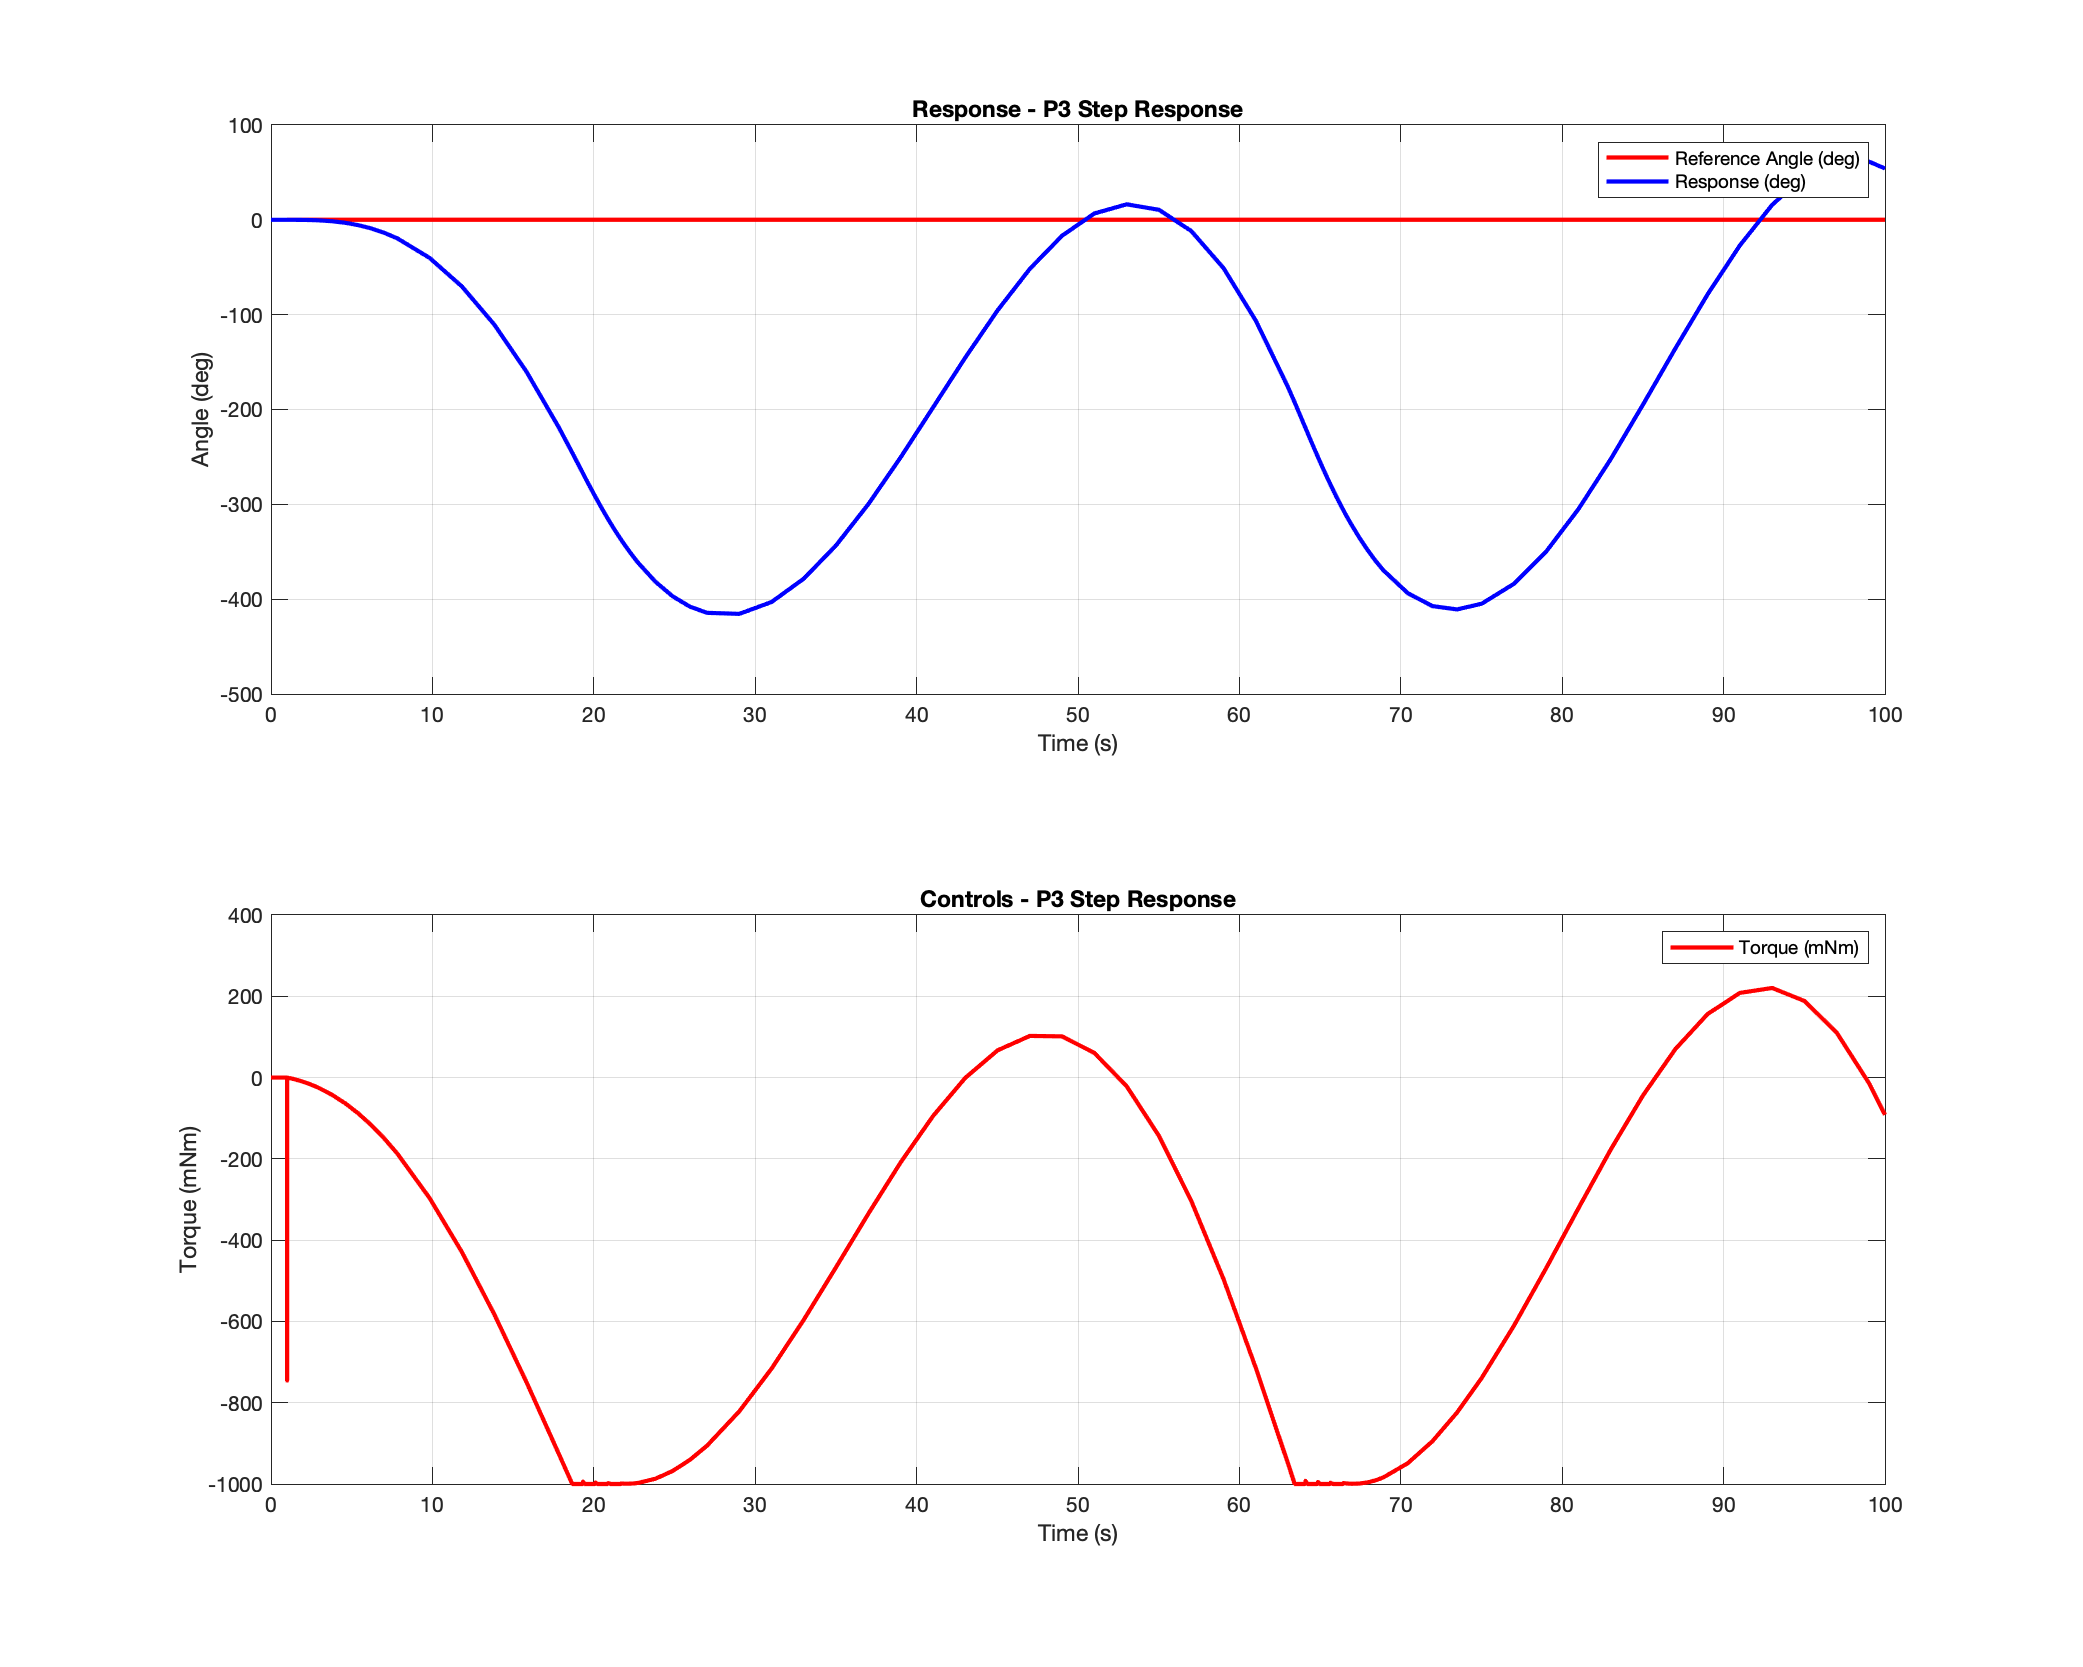 Response - P3 Step Response
100
0
-100
-200
-300
-400
-500
Angle (deg)
Reference Angle (deg)
Response (deg)
0 10 20 30 40 50 60 70 80 90 100
Time (s)
Controls - P3 Step Response
400
200
0
-200
-400
-600
-800
-1000
Torque (mNm)
Torque (mNm)
0 10 20 30 40 50 60 70 80 90 100
Time (s)